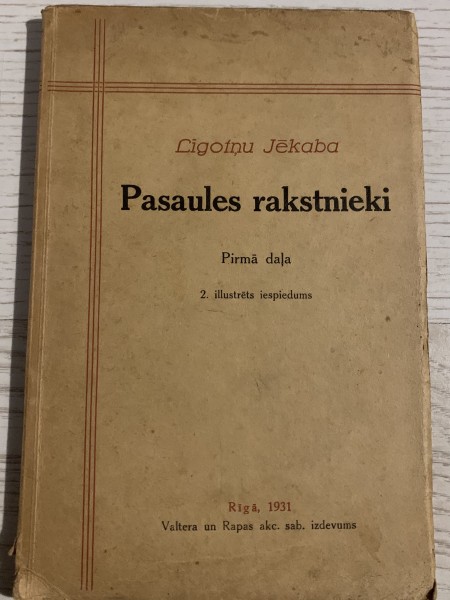 Līgotņu Jēkaba
Pasaules rakstnieki
Pirmā daļa
2. illustrēts iespiedums
Rīgā, 1931
Valtera un Rapas akc. sab. izdevums